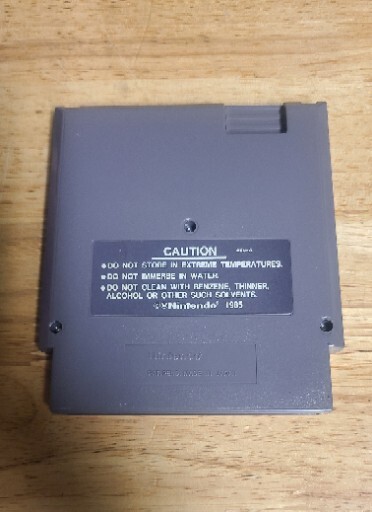 CAUTION
●DO NOT STORE IN EXTREME TEMPERATURES.
●DO NOT IMMERSE IN WATER.
●DO NOT CLEAN WITH BENZENE, THINNER,
ALCOHOL OR OTHER SUCH SOLVENTS.
©Nintendo® 1985
Nintendo